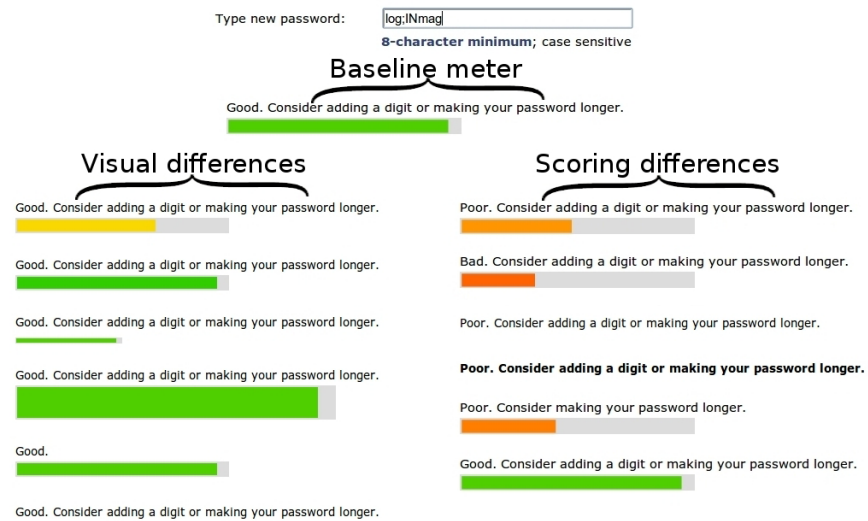 Type new password: log;INmag
8-character minimum; case sensitive
Baseline meter
Good. Consider adding a digit or making your password longer.
Visual differences
Good. Consider adding a digit or making your password longer.
Good. Consider adding a digit or making your password longer.
Good. Consider adding a digit or making your password longer.
Good. Consider adding a digit or making your password longer.
Good.
Good. Consider adding a digit or making your password longer.
Scoring differences
Poor. Consider adding a digit or making your password longer.
Bad. Consider adding a digit or making your password longer.
Poor. Consider adding a digit or making your password longer.
Poor. Consider adding a digit or making your password longer.
Poor. Consider making your password longer.
Good. Consider adding a digit or making your password longer.